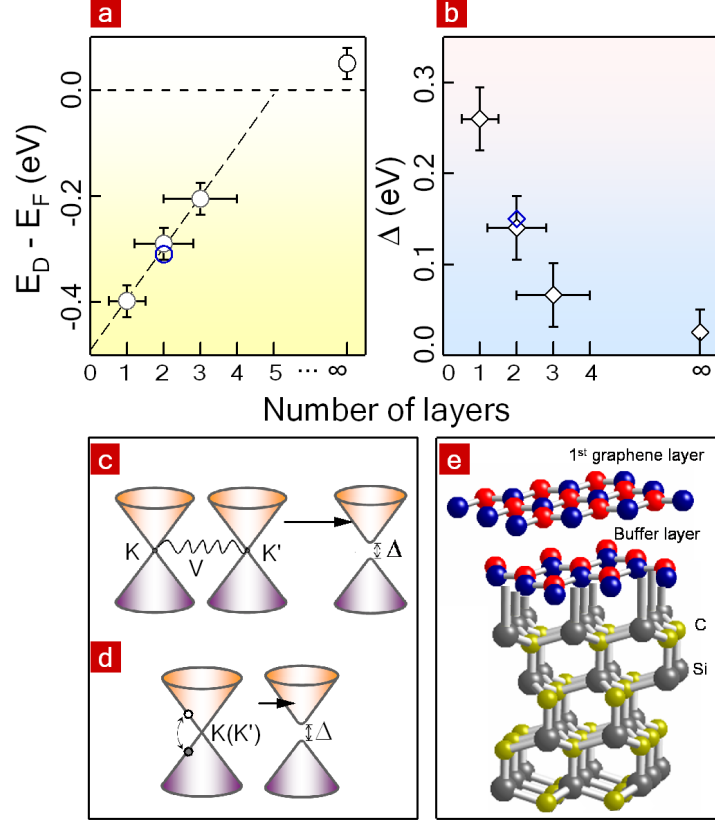 a
b
E_D - E_F (eV)
0.0
-0.2
-0.4
0 1 2 3 5 ... ∞
Δ (eV)
0.3
0.2
0.1
0.0
0 1 2 3 4 ∞
Number of layers
c
K
V
K'
Δ
d
K(K')
Δ
e
1st graphene layer
Buffer layer
C
Si